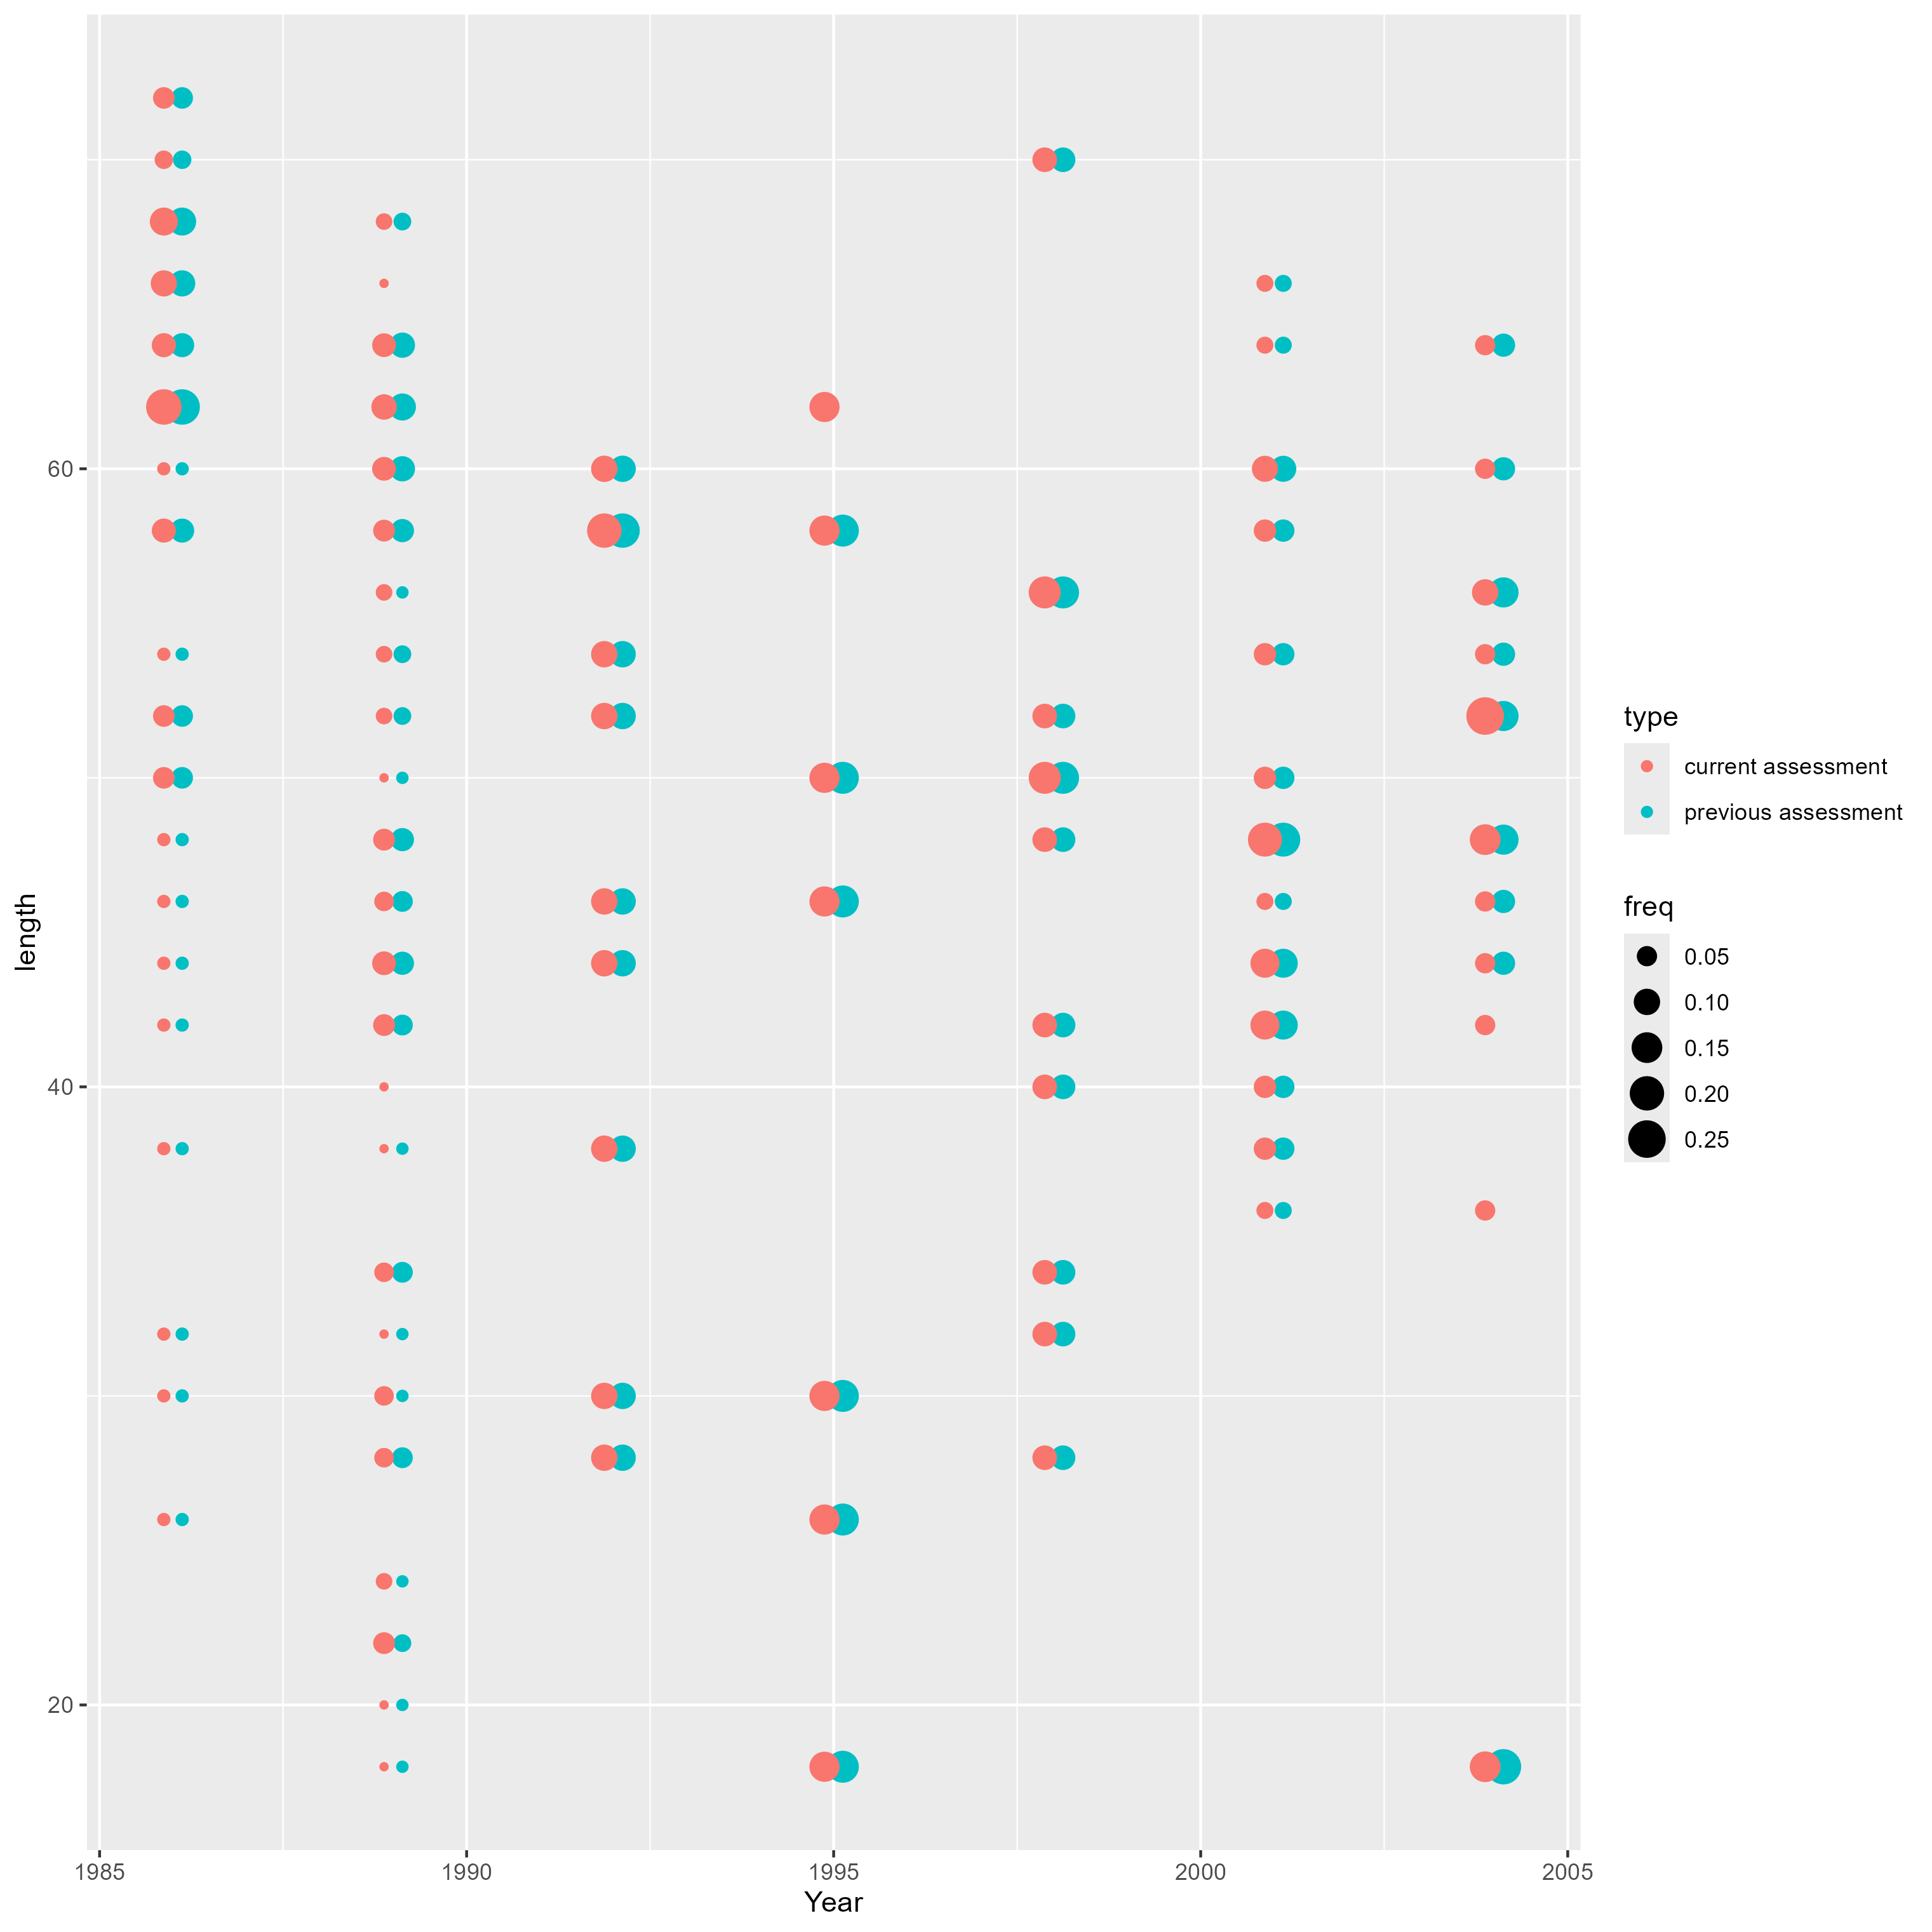 length
60
40
20
1985
1990
1995
2000
2005
Year
type
current assessment
previous assessment
freq
0.05
0.10
0.15
0.20
0.25